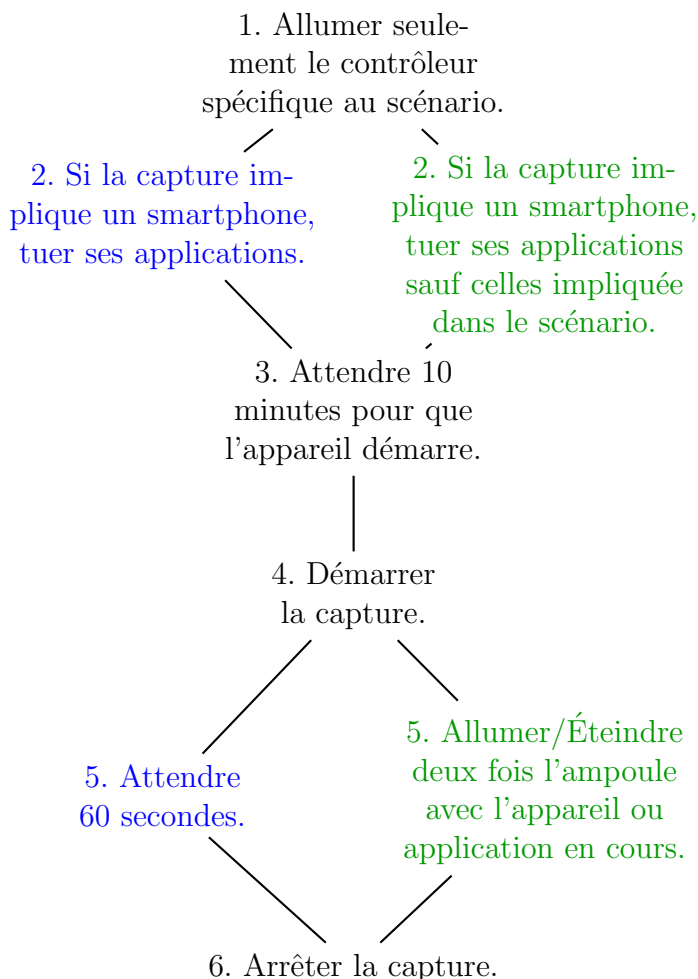 1. Allumer seule-
ment le contrôleur
spécifique au scénario.
2. Si la capture im-
plique un smartphone,
tuer ses applications.
2. Si la capture im-
plique un smartphone,
tuer ses applications
sauf celles impliquée
dans le scénario.
3. Attendre 10
minutes pour que
l'appareil démarre.
4. Démarrer
la capture.
5. Attendre
60 secondes.
5. Allumer/Éteindre
deux fois l'ampoule
avec l'appareil ou
application en cours.
6. Arrêter la capture.